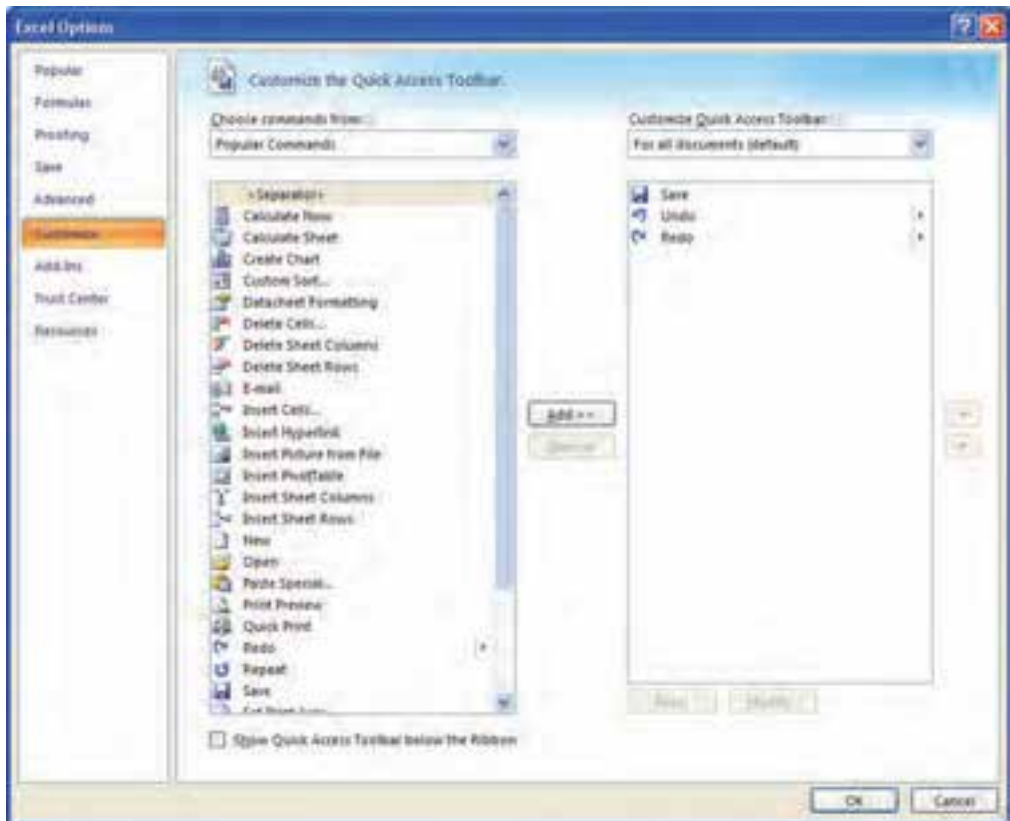 Excel Options
Popular
Formulas
Proofing
Save
Advanced
Customize
Add-Ins
Trust Center
Resources
Customize the Quick Access Toolbar.
Choose commands from:
Popular Commands
<Separator>
Calculate Now
Calculate Sheet
Create Chart
Custom Sort...
Datasheet Formatting
Delete Cells...
Delete Sheet Columns
Delete Sheet Rows
E-mail
Insert Cells...
Insert Hyperlink
Insert Picture from File
Insert PivotTable
Insert Sheet Columns
Insert Sheet Rows
New
Open
Paste Special...
Print Preview
Quick Print
Redo
Repeat
Save
Show Quick Access Toolbar below the Ribbon
Add >>
Remove
Customize Quick Access Toolbar:
For all documents (default)
Save
Undo
Redo
Reset
Modify...
OK
Cancel